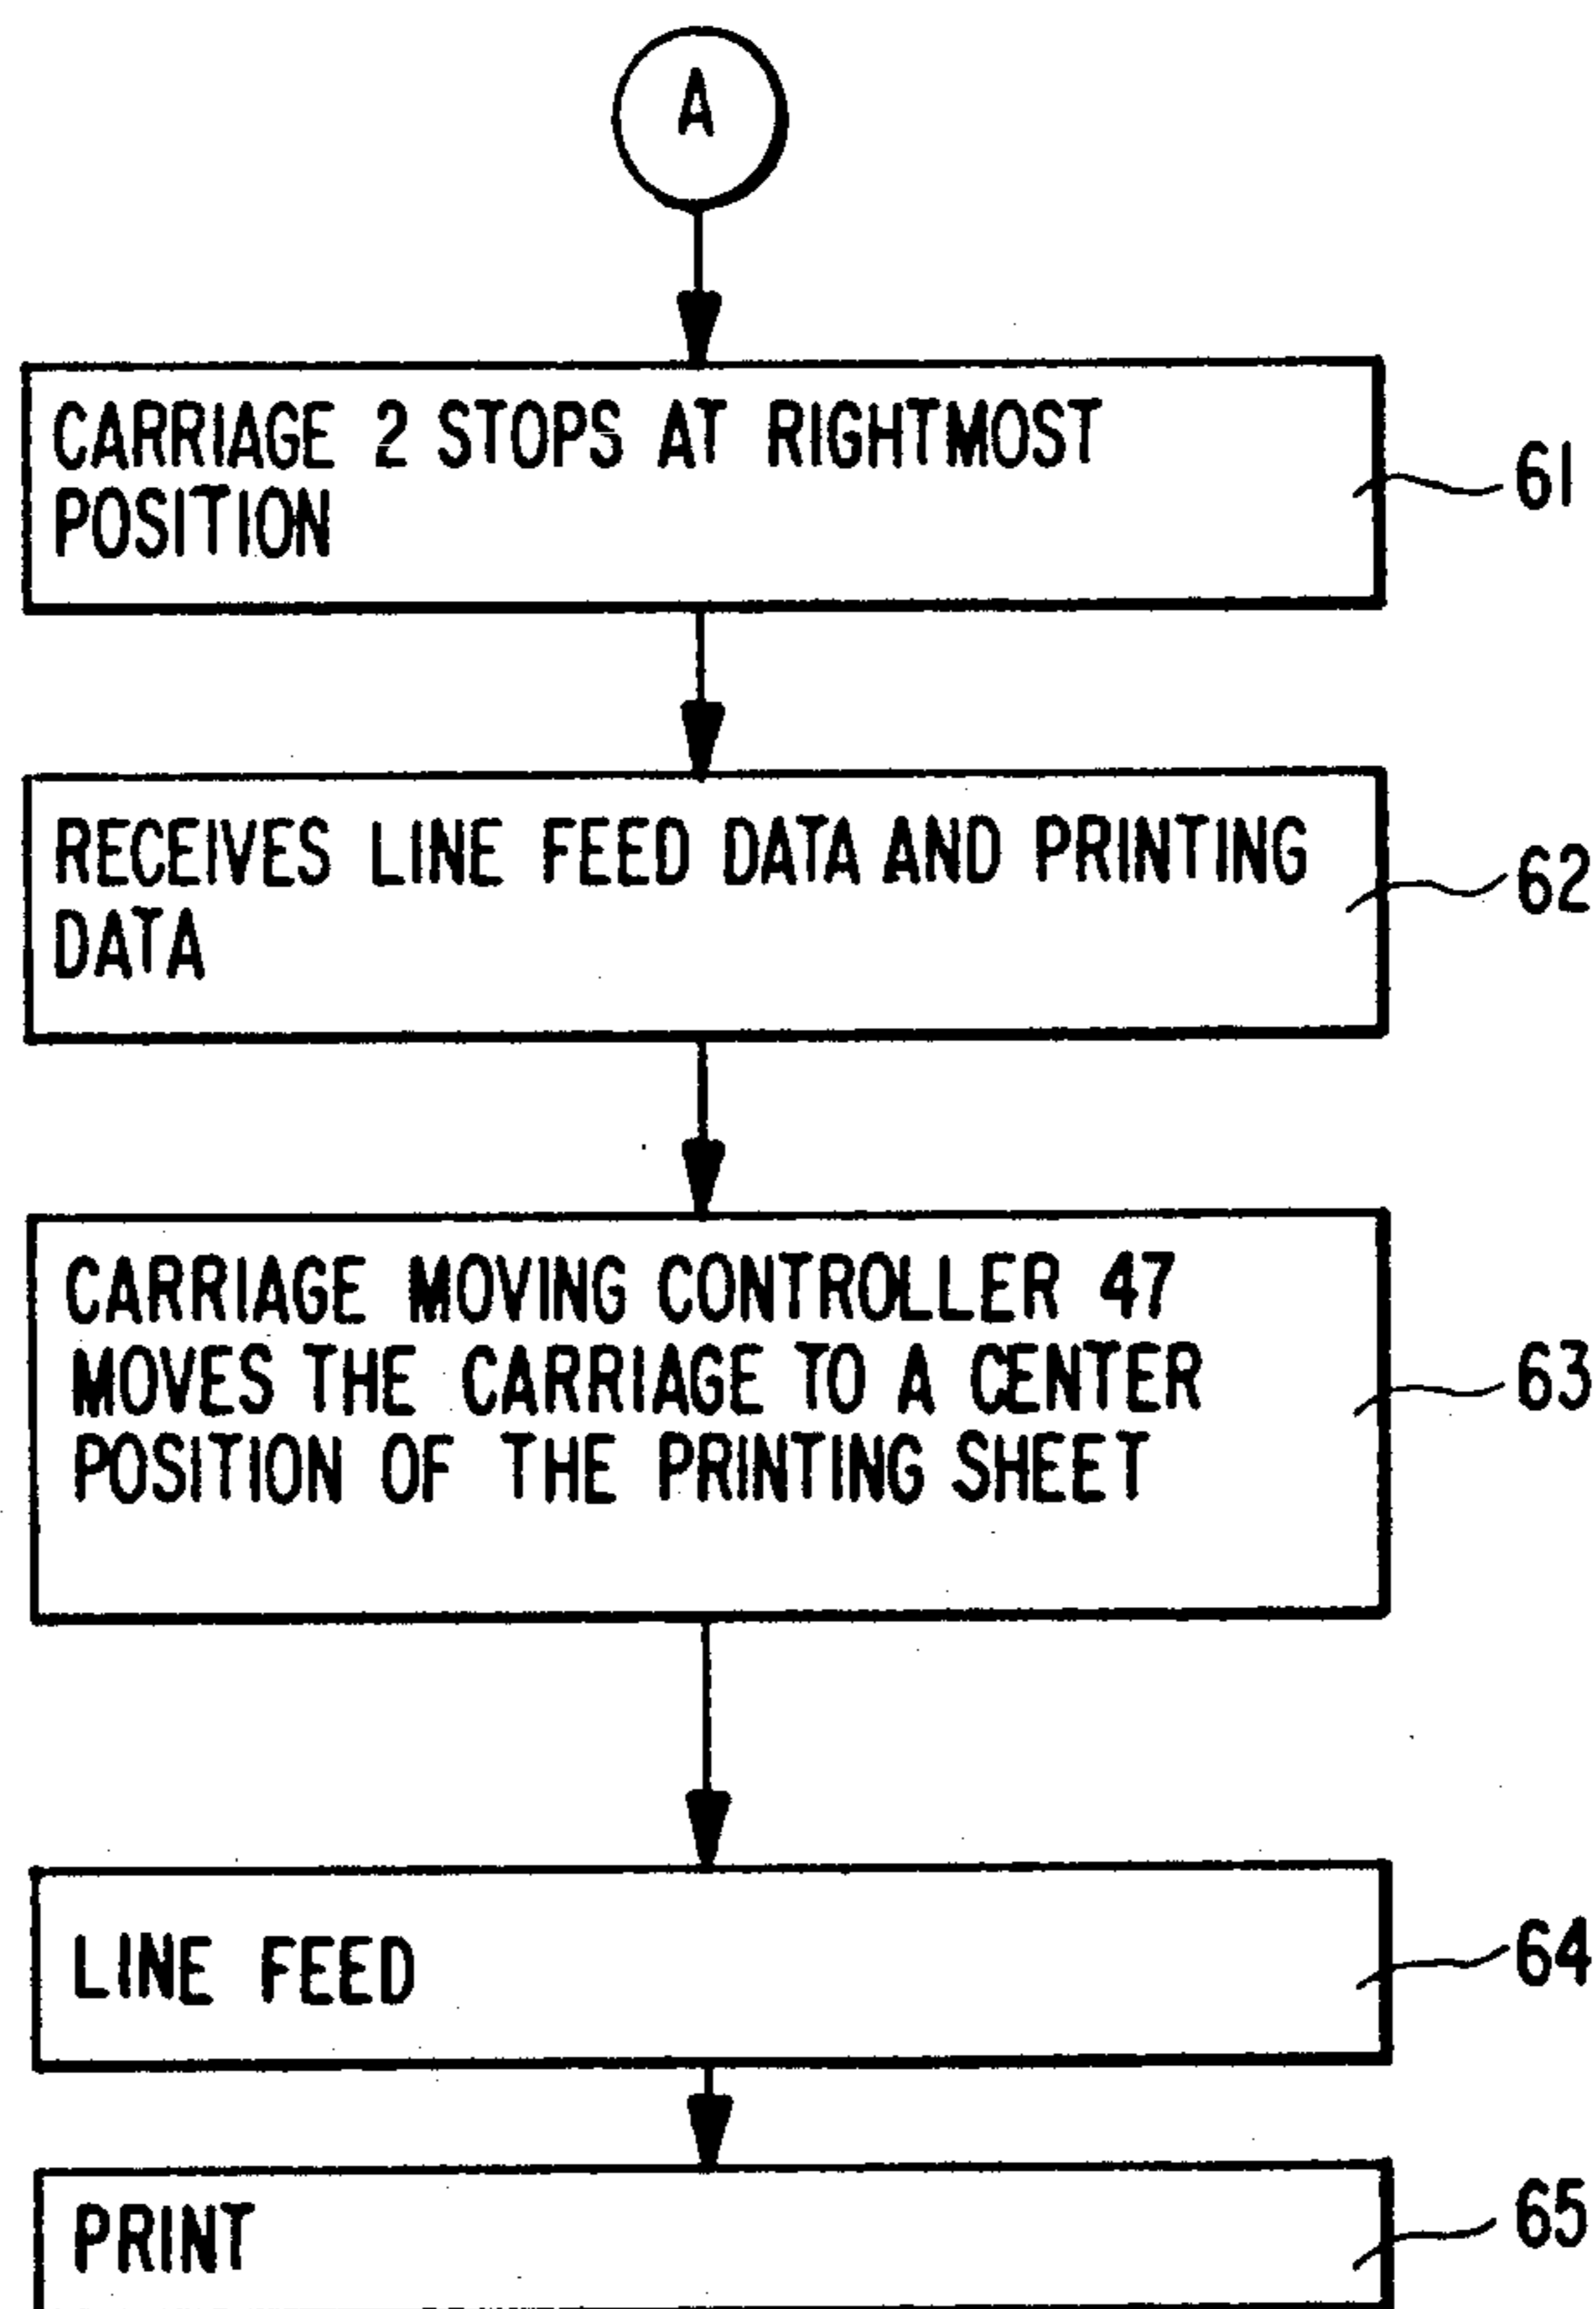 A
CARRIAGE 2 STOPS AT RIGHTMOST
POSITION
61
RECEIVES LINE FEED DATA AND PRINTING
DATA
62
CARRIAGE MOVING CONTROLLER 47
MOVES THE CARRIAGE TO A CENTER
POSITION OF THE PRINTING SHEET
63
LINE FEED
64
PRINT
65